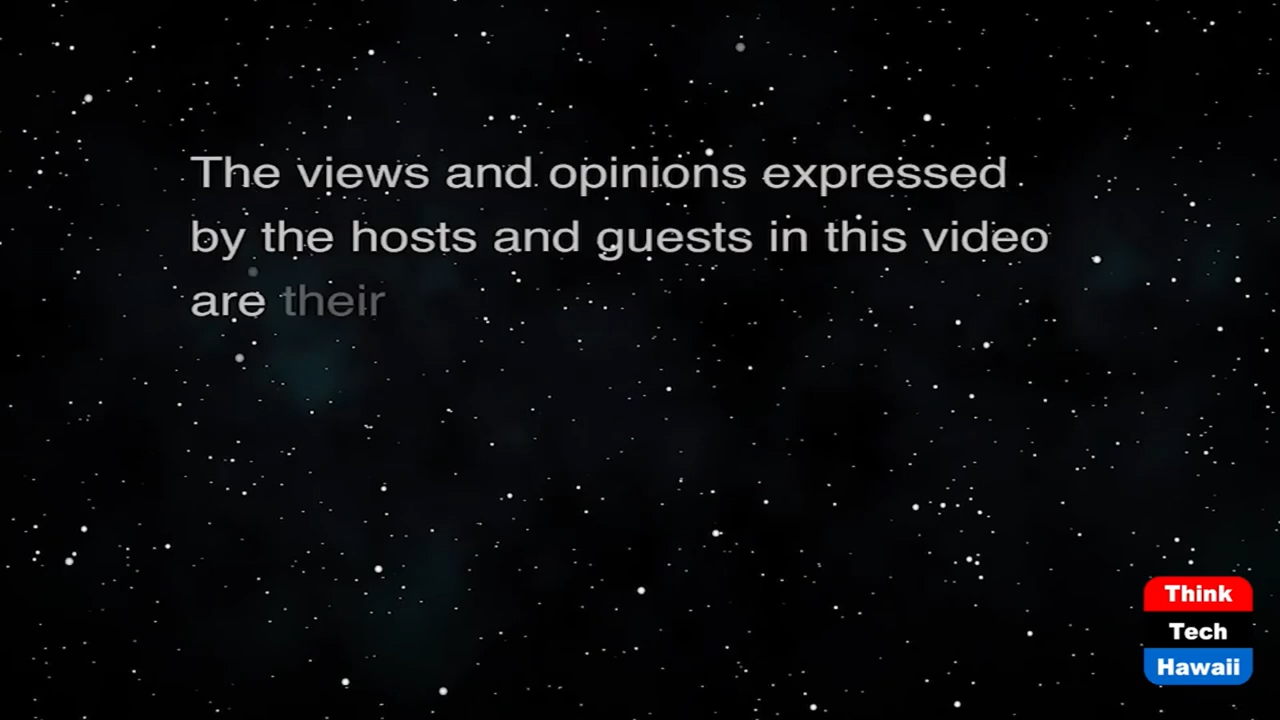 The views and opinions expressed
by the hosts and guests in this video
are their
Think
Tech
Hawaii